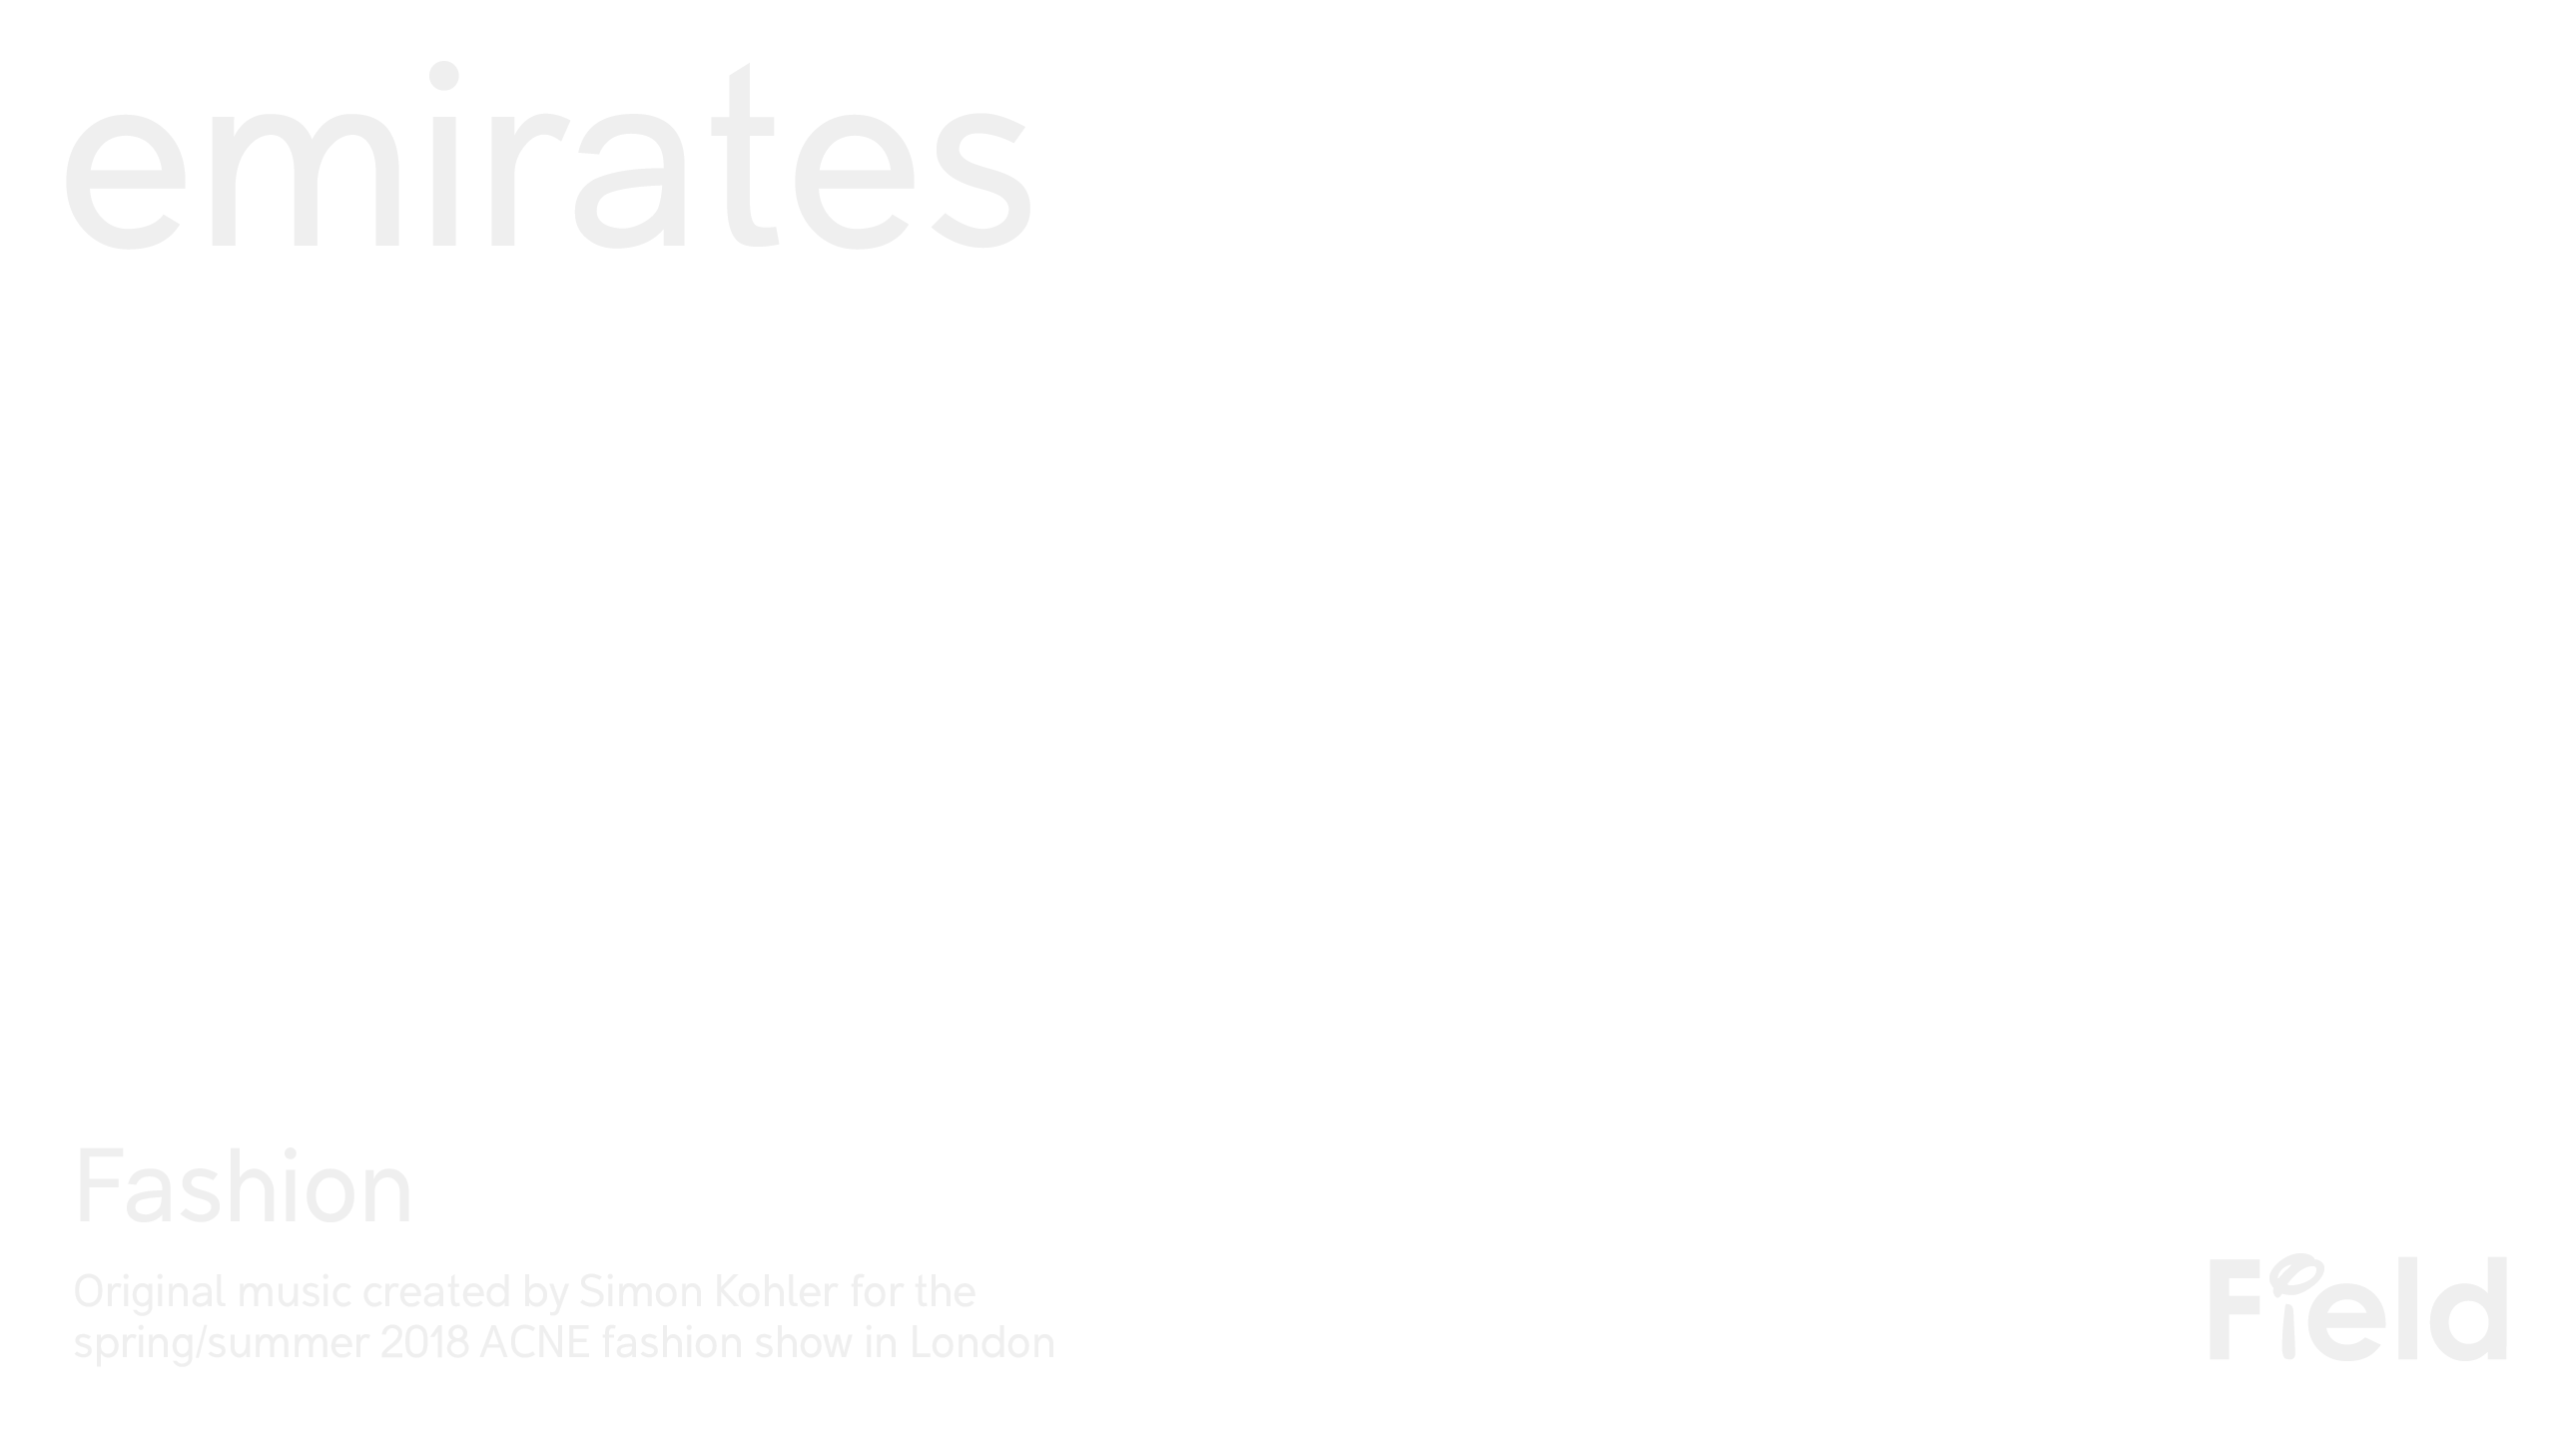 emirates
Fashion
Original music created by Simon Kohler for the
spring/summer 2018 ACNE fashion show in London
Field